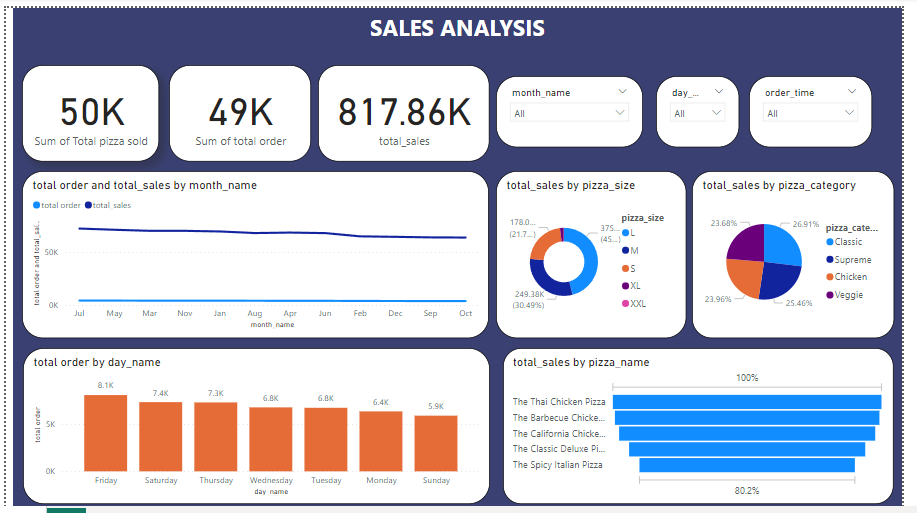 SALES ANALYSIS
50K
Sum of Total pizza sold
49K
Sum of total order
817.86K
total_sales
month_name
All
day_...
All
order_time
All
total order and total_sales by month_name
total order
total_sales
total order and total_sal...
50K
0K
Jul May Mar Nov Jan Aug Apr Jun Feb Dec Sep Oct
month_name
total_sales by pizza_size
178.0...
(21.7...)
375...
(45...)
249.38K
(30.49%)
pizza_size
L
M
S
XL
XXL
total_sales by pizza_category
23.68%
26.91%
23.96%
25.46%
pizza_cate...
Classic
Supreme
Chicken
Veggie
total order by day_name
total order
5K
0K
8.1K 7.4K 7.3K 6.8K 6.8K 6.4K 5.9K
Friday Saturday Thursday Wednesday Tuesday Monday Sunday
day_name
total_sales by pizza_name
100%
The Thai Chicken Pizza
The Barbecue Chicke...
The California Chicke...
The Classic Deluxe Pi...
The Spicy Italian Pizza
80.2%